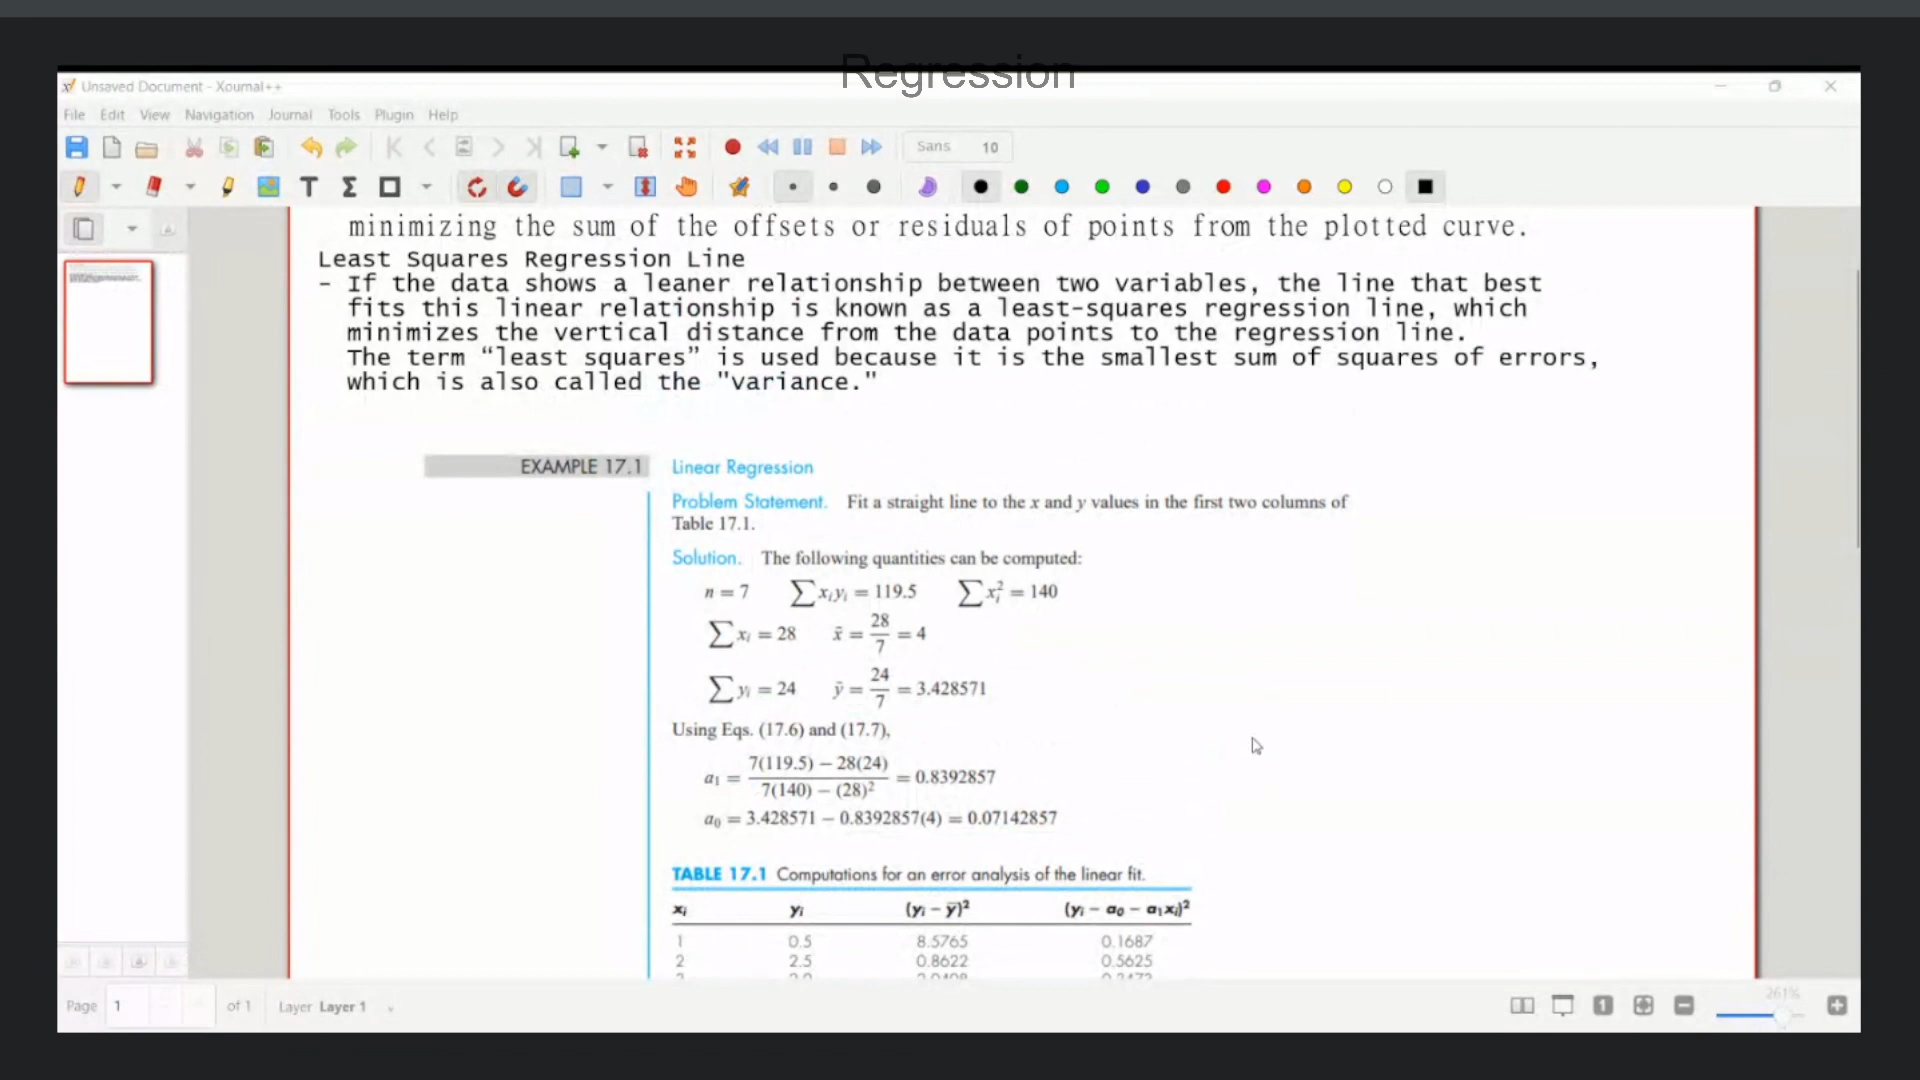 Regression
Unsaved Document - Xournal++
File Edit View Navigation Journal Tools Plugin Help
Sans 10
minimizing the sum of the offsets or residuals of points from the plotted curve.
Least Squares Regression Line
- If the data shows a leaner relationship between two variables, the line that best
fits this linear relationship is known as a least-squares regression line, which
minimizes the vertical distance from the data points to the regression line.
The term “least squares” is used because it is the smallest sum of squares of errors,
which is also called the "variance."
EXAMPLE 17.1 Linear Regression
Problem Statement. Fit a straight line to the x and y values in the first two columns of
Table 17.1.
Solution. The following quantities can be computed:
n = 7 ∑xᵢyᵢ = 119.5 ∑xᵢ² = 140
∑xᵢ = 28 x̄ = 28/7 = 4
∑yᵢ = 24 ȳ = 24/7 = 3.428571
Using Eqs. (17.6) and (17.7),
a₁ = 7(119.5) − 28(24) / 7(140) − (28)² = 0.8392857
a₀ = 3.428571 − 0.8392857(4) = 0.07142857
TABLE 17.1 Computations for an error analysis of the linear fit.
xᵢ yᵢ (yᵢ − ȳ)² (yᵢ − a₀ − a₁xᵢ)²
1 0.5 8.5765 0.1687
2 2.5 0.8622 0.5625
Page 1 of 1 Layer Layer 1
261%